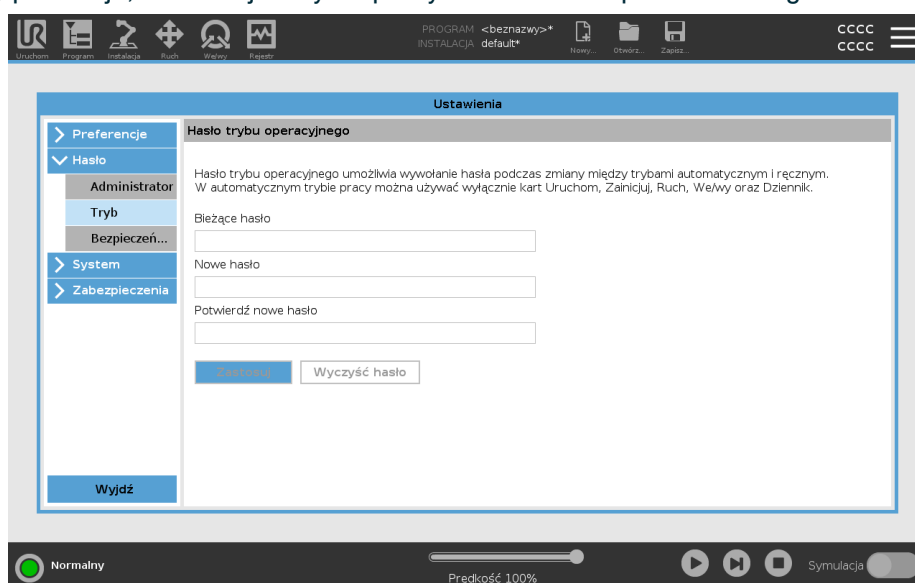 UR
Uruchom
Program
Instalacja
Ruch
We/wy
Rejestr
PROGRAM <beznazwy>*
INSTALACJA default*
Nowy...
Otwórz...
Zapisz...
CCCC
CCCC
Ustawienia
Preferencje
Hasło
Administrator
Tryb
Bezpieczeń...
System
Zabezpieczenia
Wyjdź
Hasło trybu operacyjnego
Hasło trybu operacyjnego umożliwia wywołanie hasła podczas zmiany między trybami automatycznym i ręcznym.
W automatycznym trybie pracy można używać wyłącznie kart Uruchom, Zainicjuj, Ruch, We/wy oraz Dziennik.
Bieżące hasło
Nowe hasło
Potwierdź nowe hasło
Zastosuj
Wyczyść hasło
Normalny
Prędkość 100%
Symulacja